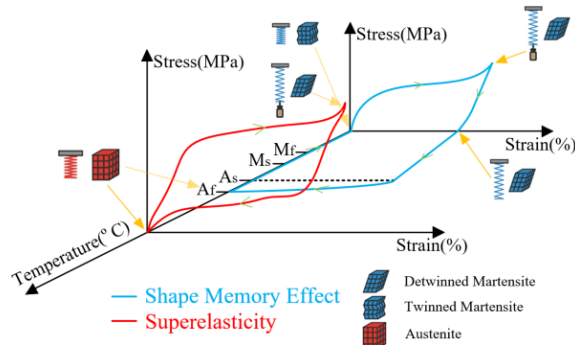 Stress(MPa)
Stress(MPa)
Strain(%)
Mf
Ms
As
Af
Temperature(°C)
Strain(%)
Shape Memory Effect
Superelasticity
Detwinned Martensite
Twinned Martensite
Austenite